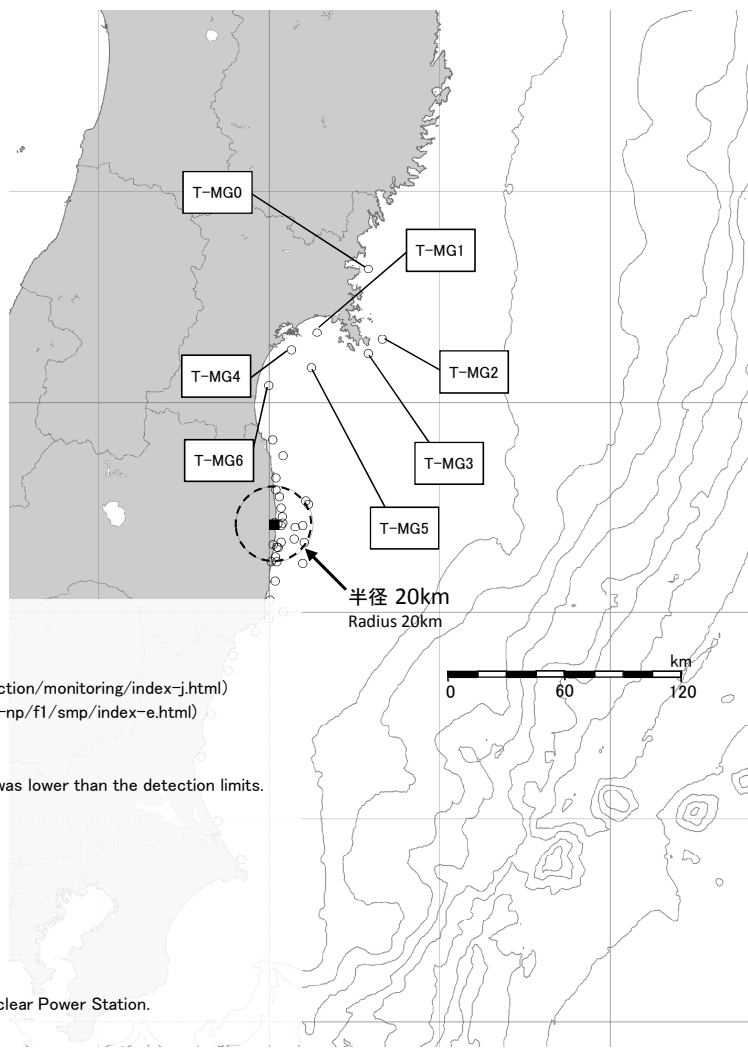 T-MG0
T-MG1
T-MG2
T-MG4
T-MG6
T-MG3
T-MG5
半径 20km
Radius 20km
km
0 60 120
ction/monitoring/index-j.html)
-np/f1/smp/index-e.html)
was lower than the detection limits.
clear Power Station.